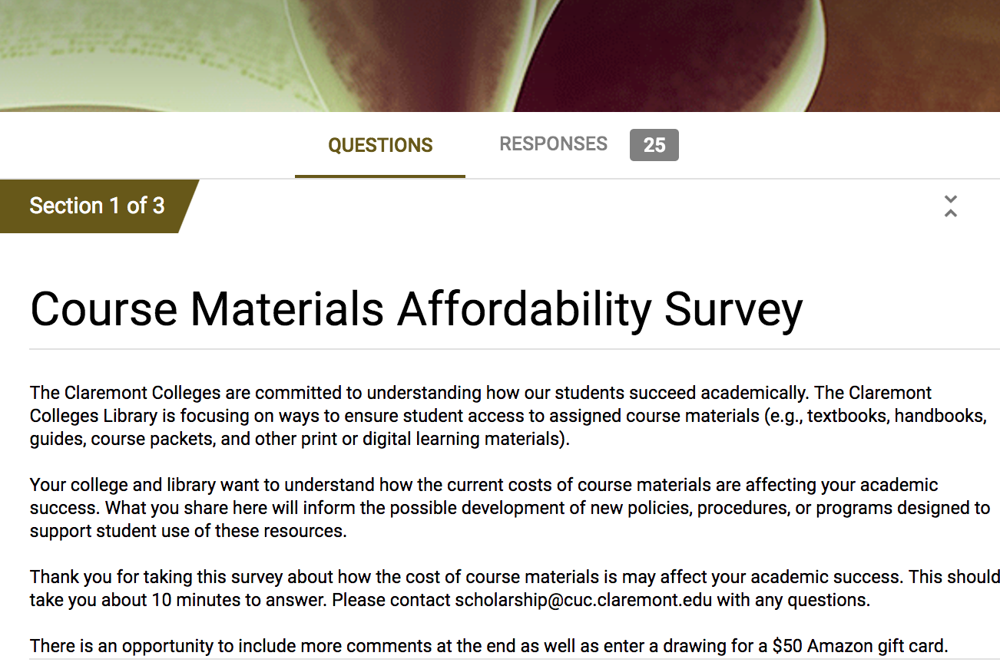 QUESTIONS
RESPONSES 25
Section 1 of 3
Course Materials Affordability Survey
The Claremont Colleges are committed to understanding how our students succeed academically. The Claremont
Colleges Library is focusing on ways to ensure student access to assigned course materials (e.g., textbooks, handbooks,
guides, course packets, and other print or digital learning materials).
Your college and library want to understand how the current costs of course materials are affecting your academic
success. What you share here will inform the possible development of new policies, procedures, or programs designed to
support student use of these resources.
Thank you for taking this survey about how the cost of course materials is may affect your academic success. This should
take you about 10 minutes to answer. Please contact scholarship@cuc.claremont.edu with any questions.
There is an opportunity to include more comments at the end as well as enter a drawing for a $50 Amazon gift card.